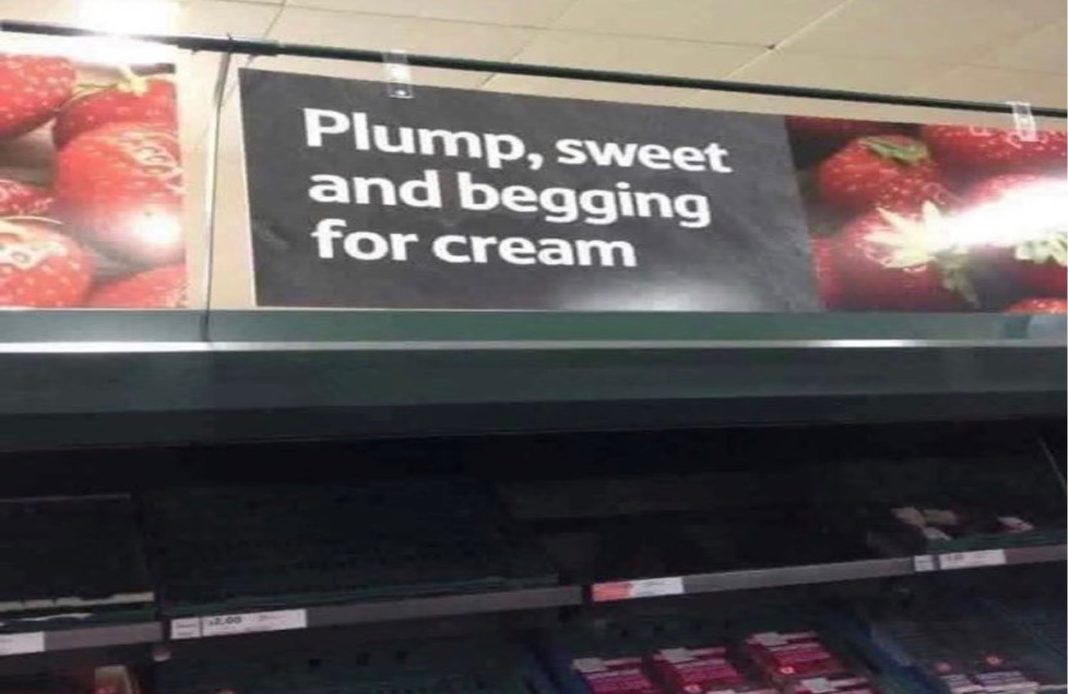 Plump, sweet
and begging
for cream